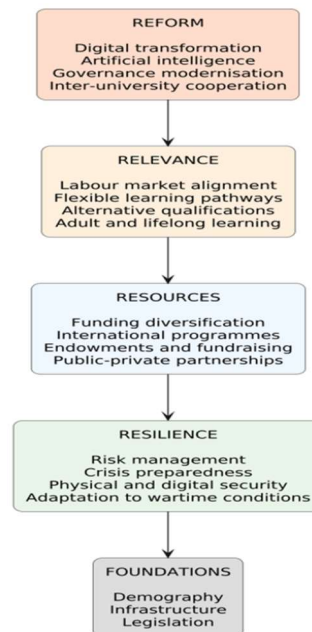 REFORM
Digital transformation
Artificial intelligence
Governance modernisation
Inter-university cooperation
RELEVANCE
Labour market alignment
Flexible learning pathways
Alternative qualifications
Adult and lifelong learning
RESOURCES
Funding diversification
International programmes
Endowments and fundraising
Public-private partnerships
RESILIENCE
Risk management
Crisis preparedness
Physical and digital security
Adaptation to wartime conditions
FOUNDATIONS
Demography
Infrastructure
Legislation